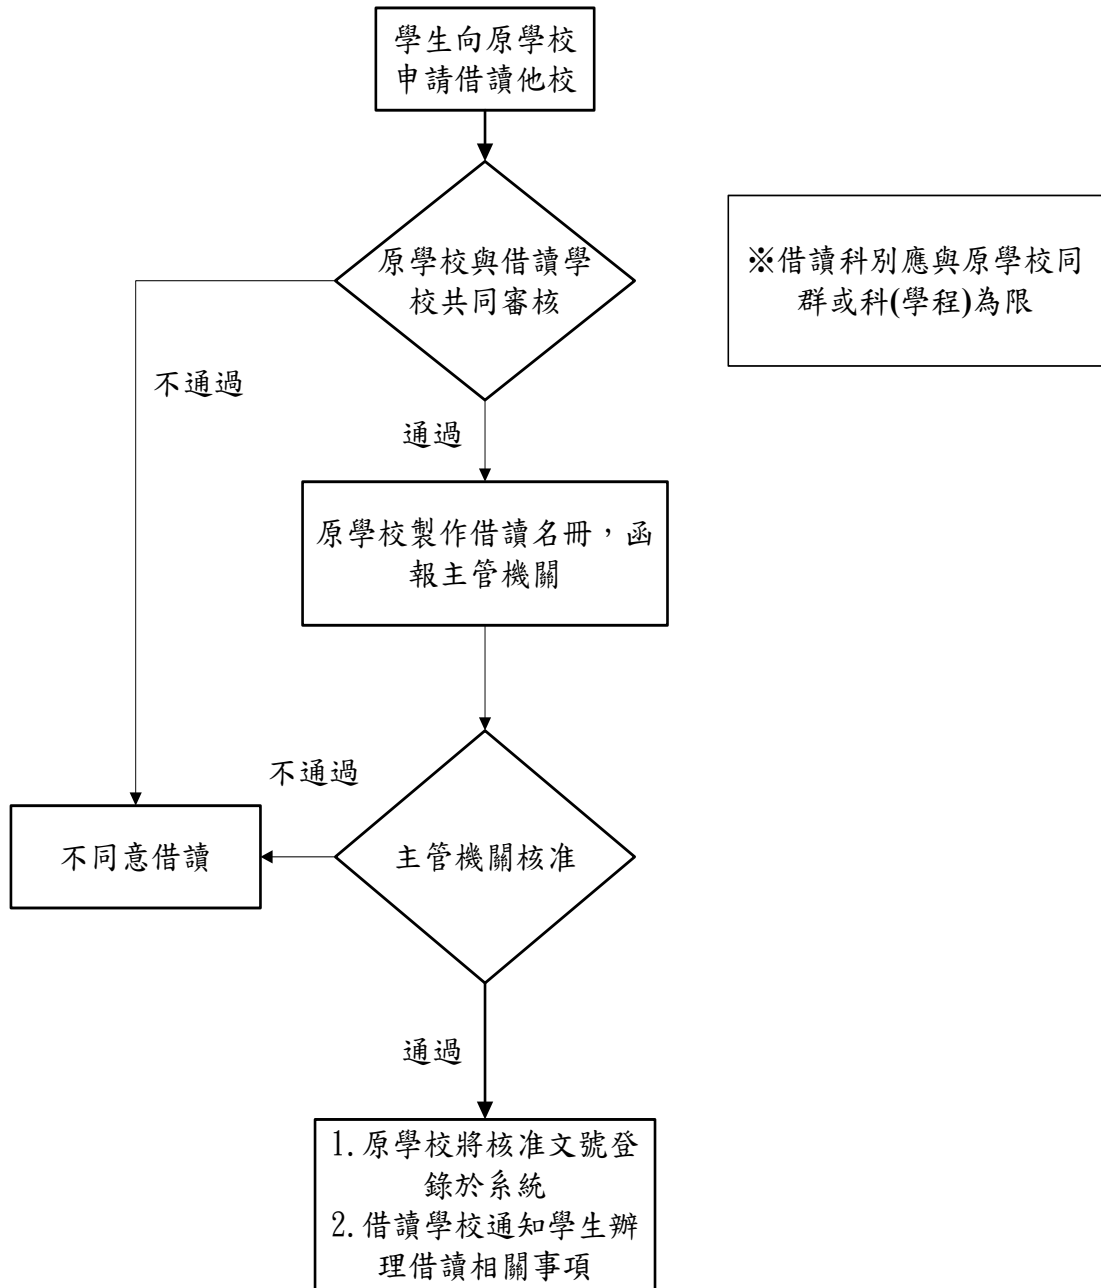 學生向原學校
申請借讀他校
原學校與借讀學
校共同審核
※借讀科別應與原學校同
群或科(學程)為限
不通過
通過
原學校製作借讀名冊，函
報主管機關
不通過
不同意借讀
主管機關核准
通過
1.原學校將核准文號登
錄於系統
2.借讀學校通知學生辦
理借讀相關事項